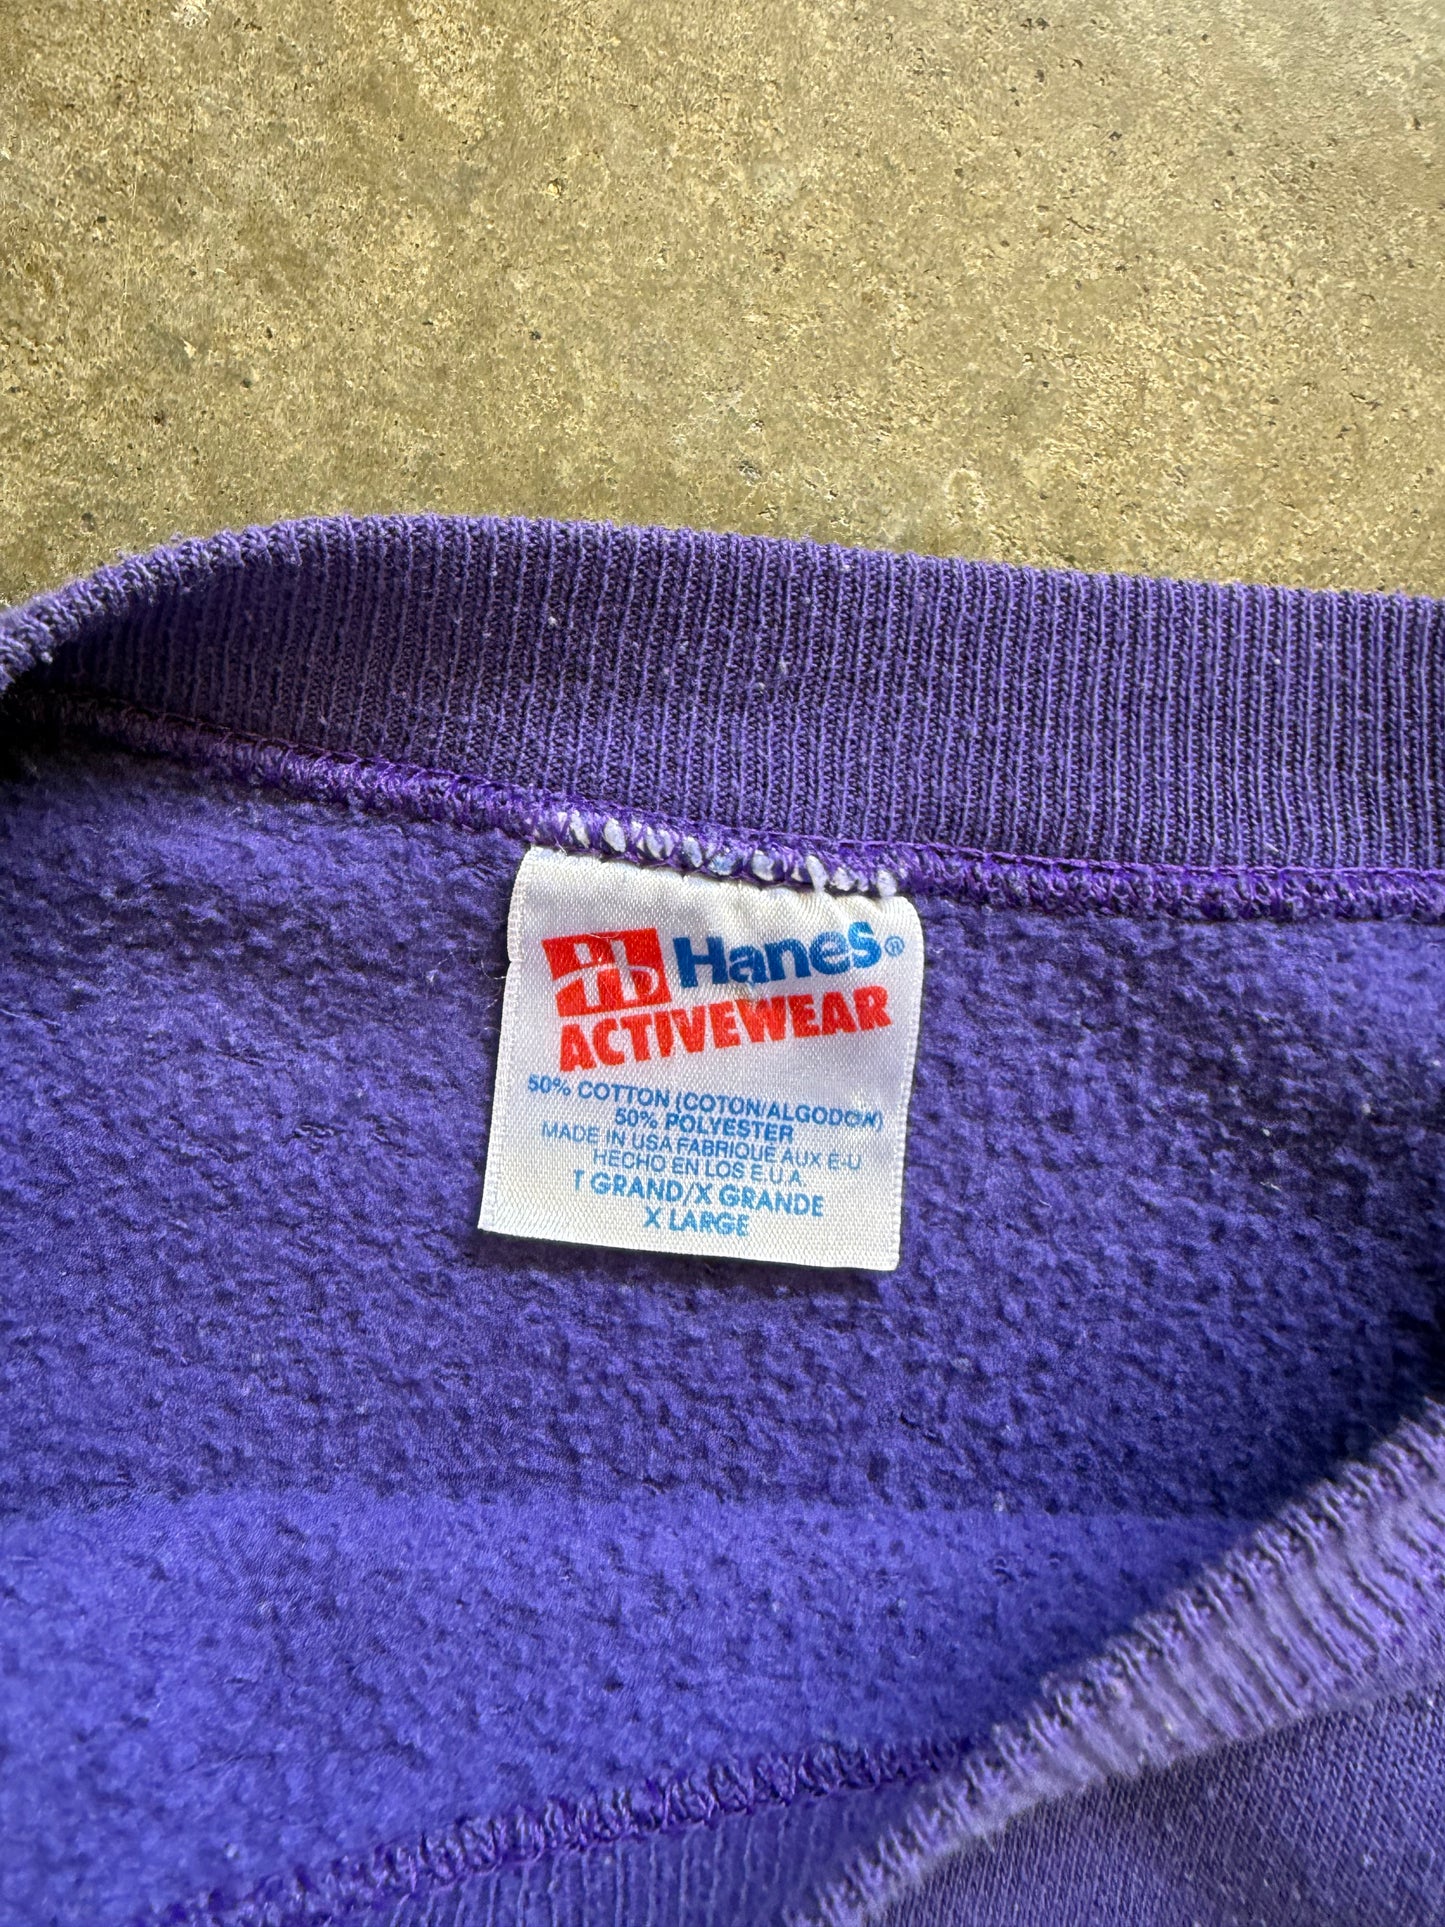 Hanes®
ACTIVEWEAR
50% COTTON (COTON/ALGODON)
50% POLYESTER
MADE IN USA FABRIQUE AUX E-U
HECHO EN LOS E.U.A
T GRAND/X GRANDE
X LARGE